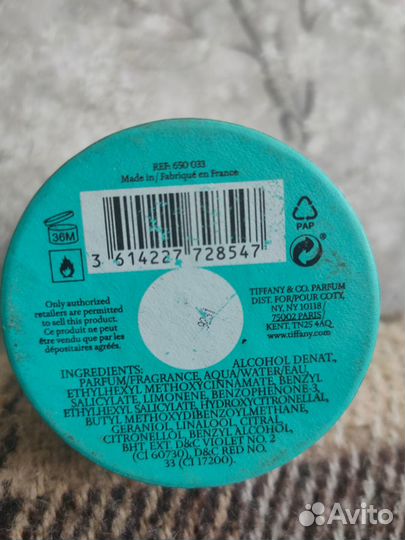 REF: 650 033
Made in / Fabriqué en France
36M
3 614227 728547
PAP
Only authorized
retailers are permitted
to sell this product.
Ce produit ne peut
être vendu que par les
dépositaires agréés.
TIFFANY & CO. PARFUM
DIST. FOR/POUR COTY,
NY, NY 10118/
75002 PARIS/
KENT, TN25 4AQ.
www.tiffany.com
INGREDIENTS: ALCOHOL DENAT.,
PARFUM/FRAGRANCE, AQUA/WATER/EAU,
ETHYLHEXYL METHOXYCINNAMATE, BENZYL
SALICYLATE, LIMONENE, BENZOPHENONE-3,
ETHYLHEXYL SALICYLATE, HYDROXYCITRONELLAL,
BUTYL METHOXYDIBENZOYLMETHANE,
GERANIOL, LINALOOL, CITRAL,
CITRONELLOL, BENZYL ALCOHOL,
BHT, EXT. D&C VIOLET NO. 2
(CI 60730), D&C RED NO.
33 (CI 17200).
Avito